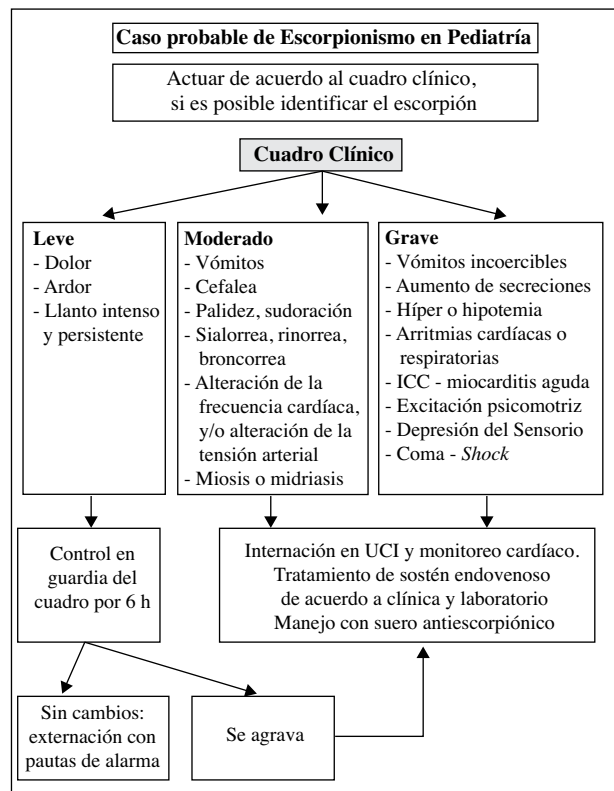 Caso probable de Escorpionismo en Pediatría
Actuar de acuerdo al cuadro clínico,
si es posible identificar el escorpión
Cuadro Clínico
Leve
- Dolor
- Ardor
- Llanto intenso
y persistente
Moderado
- Vómitos
- Cefalea
- Palidez, sudoración
- Sialorrea, rinorrea,
broncorrea
- Alteración de la
frecuencia cardíaca,
y/o alteración de la
tensión arterial
- Miosis o midriasis
Grave
- Vómitos incoercibles
- Aumento de secreciones
- Híper o hipotemia
- Arritmias cardíacas o
respiratorias
- ICC - miocarditis aguda
- Excitación psicomotriz
- Depresión del Sensorio
- Coma - Shock
Control en
guardia del
cuadro por 6 h
Internación en UCI y monitoreo cardíaco.
Tratamiento de sostén endovenoso
de acuerdo a clínica y laboratorio
Manejo con suero antiescorpiónico
Sin cambios:
externación con
pautas de alarma
Se agrava